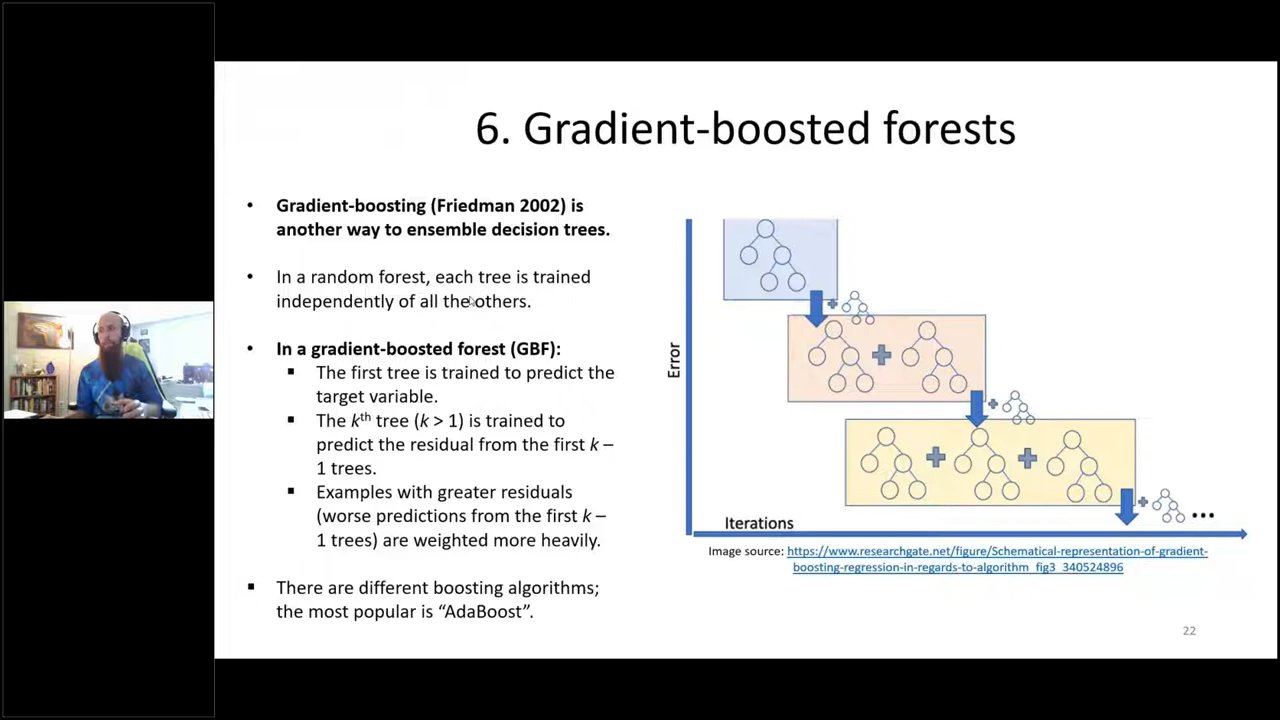 6. Gradient-boosted forests
• Gradient-boosting (Friedman 2002) is
another way to ensemble decision trees.
• In a random forest, each tree is trained
independently of all the others.
• In a gradient-boosted forest (GBF):
▪ The first tree is trained to predict the
target variable.
▪ The kth tree (k > 1) is trained to
predict the residual from the first k –
1 trees.
▪ Examples with greater residuals
(worse predictions from the first k –
1 trees) are weighted more heavily.
▪ There are different boosting algorithms;
the most popular is “AdaBoost”.
Error
...
Iterations
Image source: https://www.researchgate.net/figure/Schematical-representation-of-gradient-
boosting-regression-in-regards-to-algorithm_fig3_340524896
22